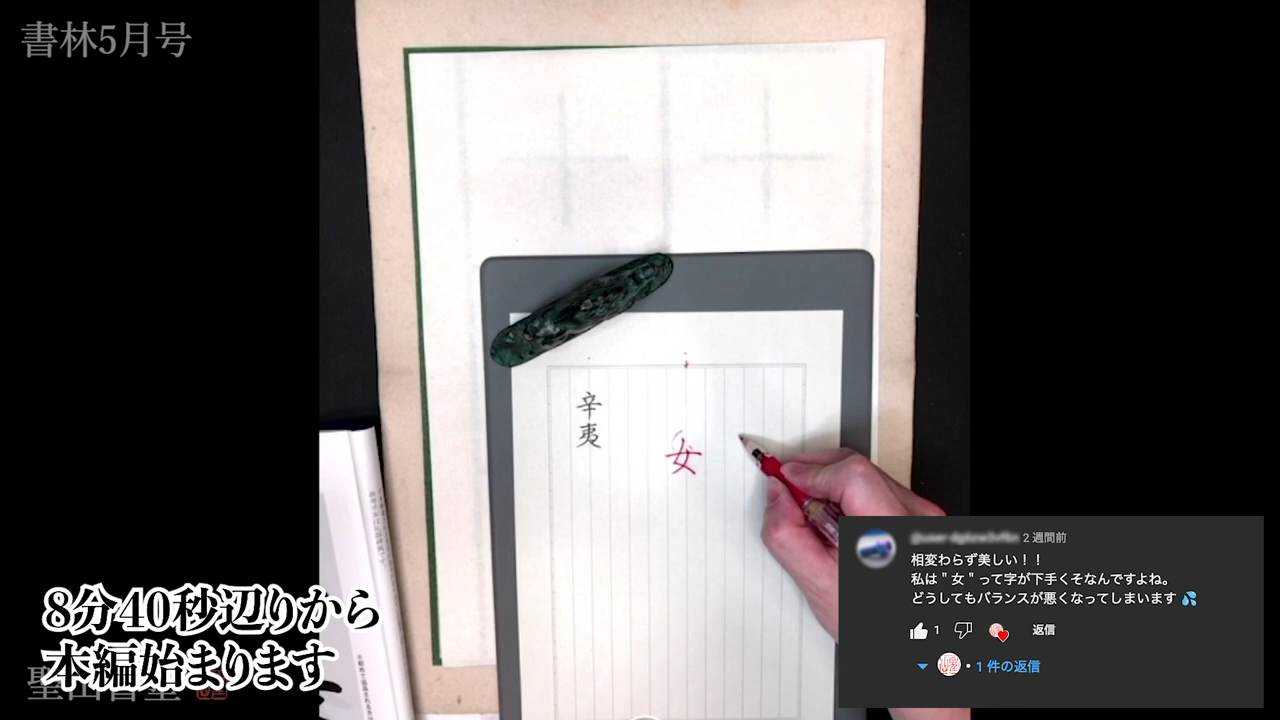 書林5月号
辛夷
女
8分40秒辺りから
本編始まります
2 週間前
相変わらず美しい！！
私は " 女 " って字が下手くそなんですよね。
どうしてもバランスが悪くなってしまいます💦
1
返信
1 件の返信